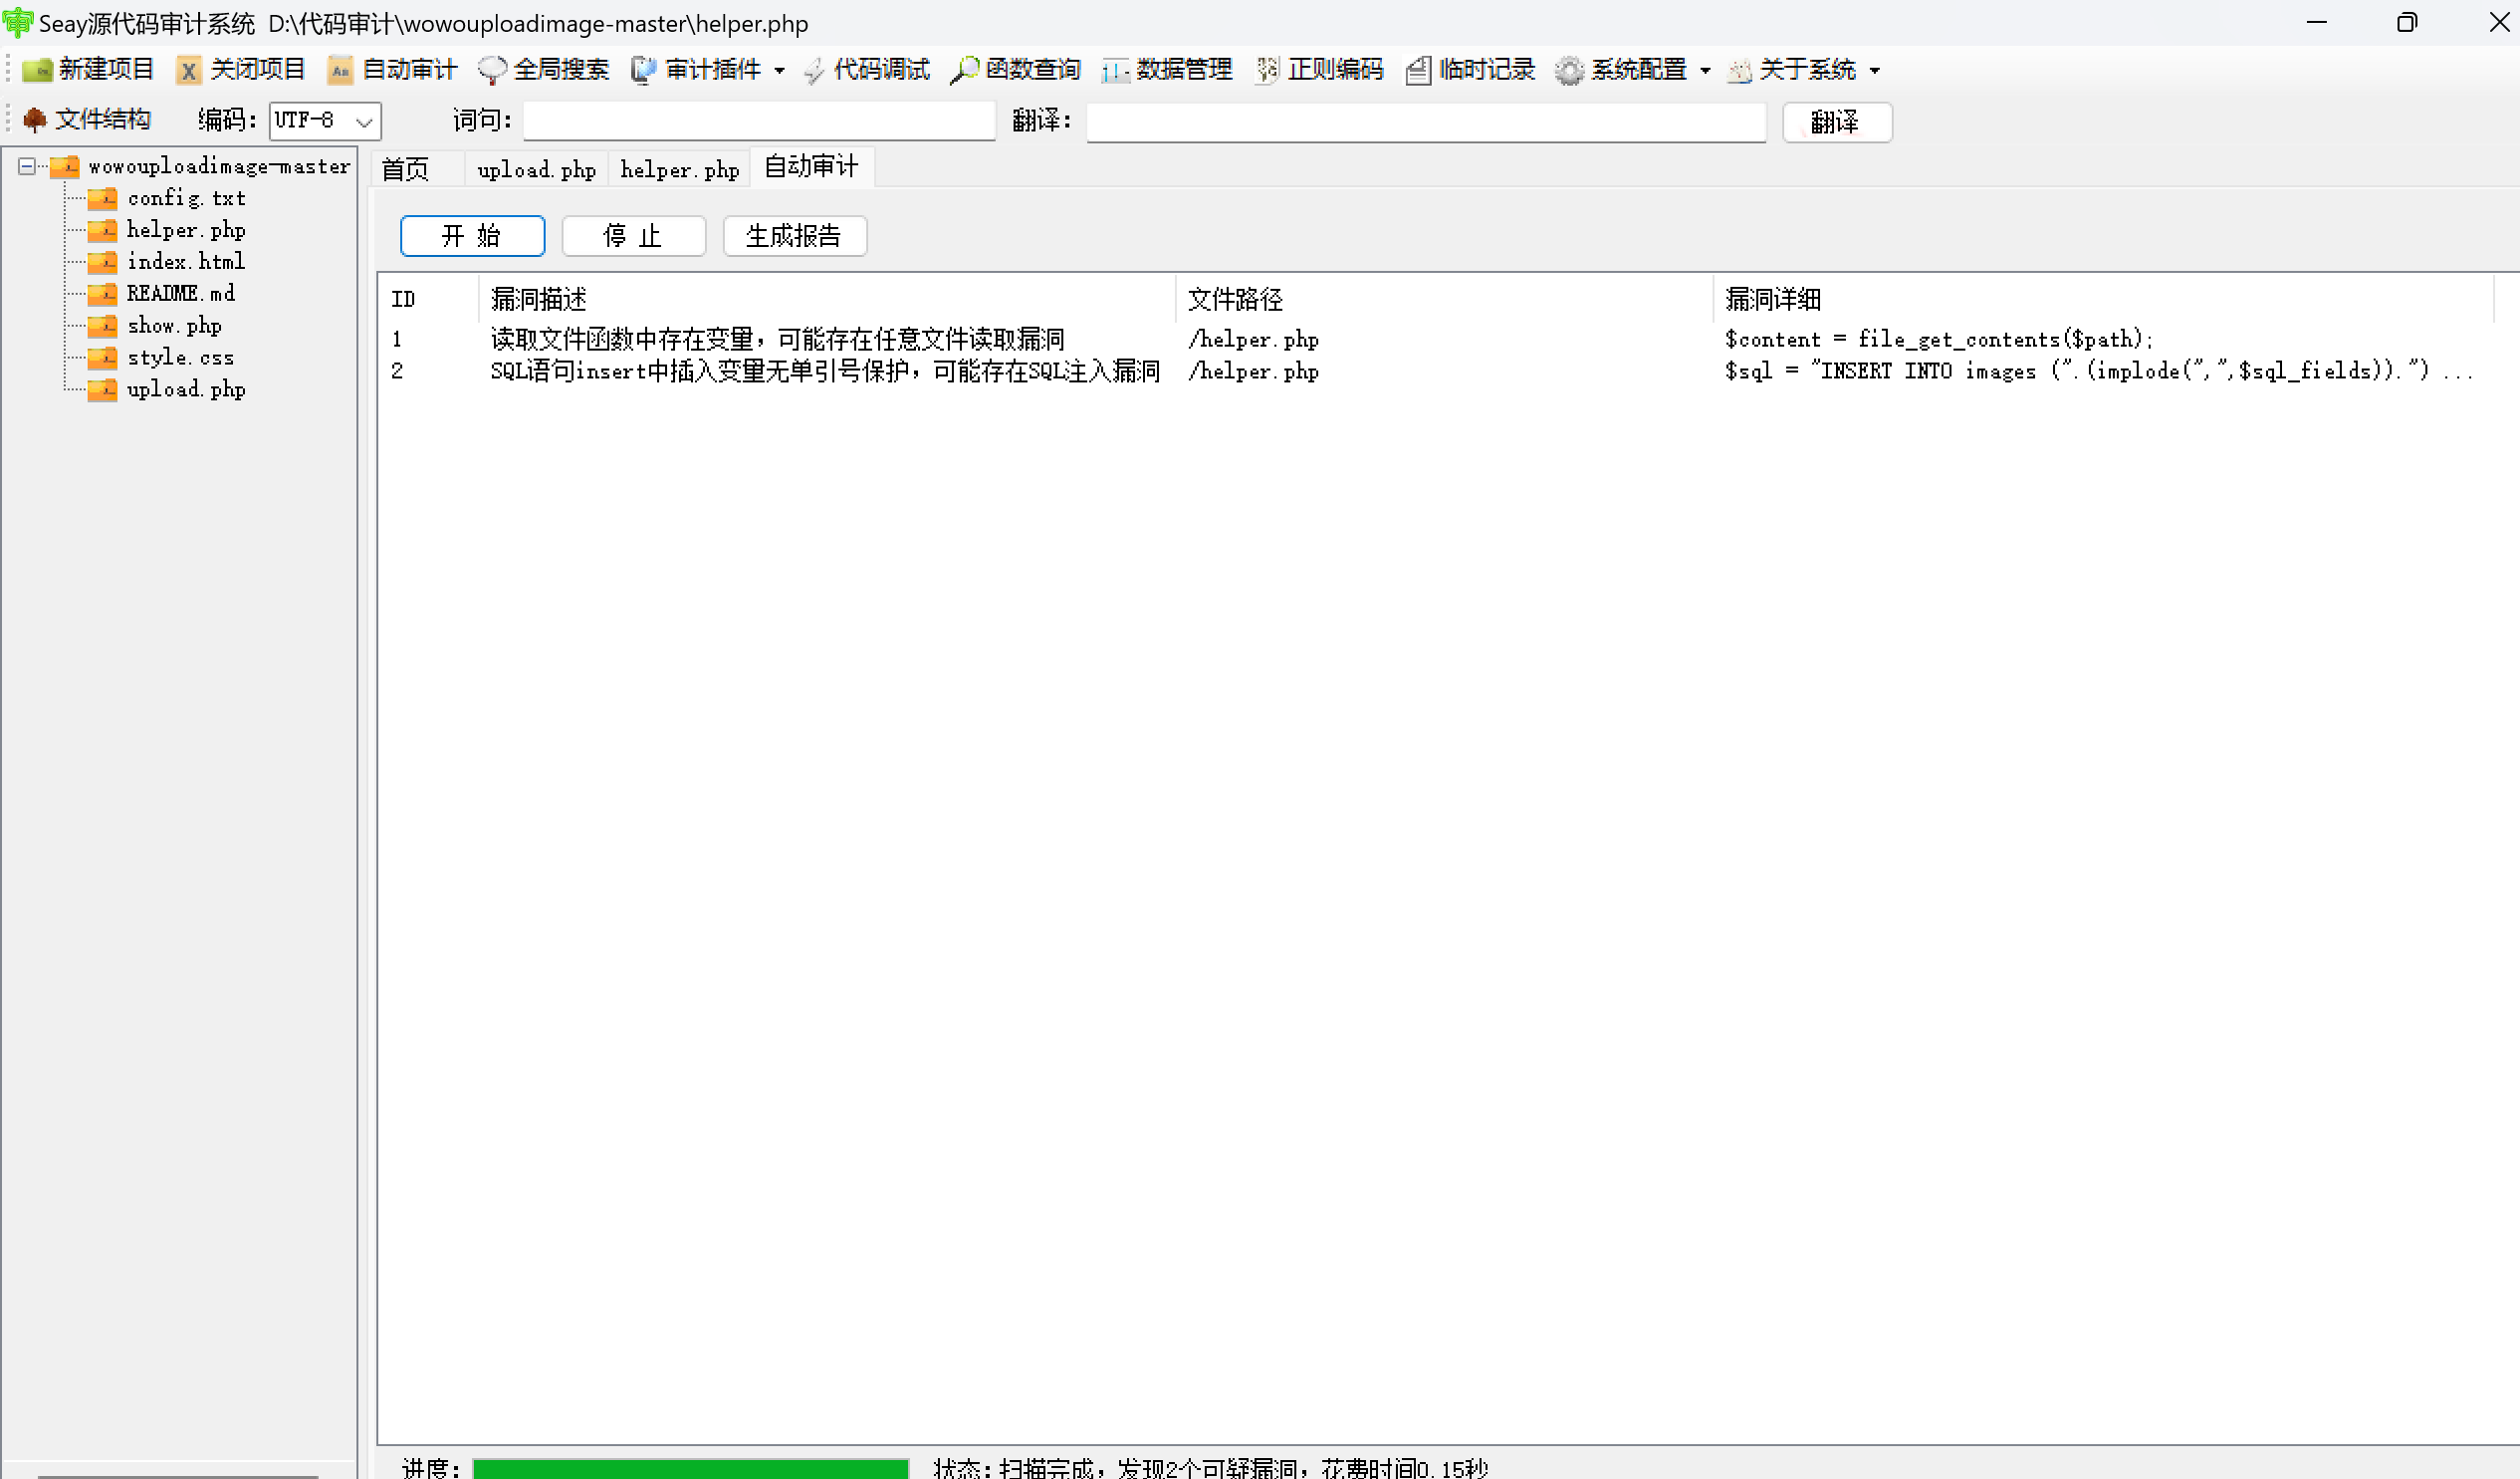 Seay源代码审计系统 D:\代码审计\wowouploadimage-master\helper.php
新建项目 关闭项目 自动审计 全局搜索 审计插件 代码调试 函数查询 数据管理 正则编码 临时记录 系统配置 关于系统
文件结构 编码： UTF-8 词句： 翻译： 翻译
wowouploadimage-master
config.txt
helper.php
index.html
README.md
show.php
style.css
upload.php
首页 upload.php helper.php 自动审计
开 始 停 止 生成报告
ID 漏洞描述 文件路径 漏洞详细
1 读取文件函数中存在变量，可能存在任意文件读取漏洞 /helper.php $content = file_get_contents($path);
2 SQL语句insert中插入变量无单引号保护，可能存在SQL注入漏洞 /helper.php $sql = "INSERT INTO images (".(implode(",",$sql_fields)).") ...
进度： 状态：扫描完成，发现2个可疑漏洞，花费时间0.15秒